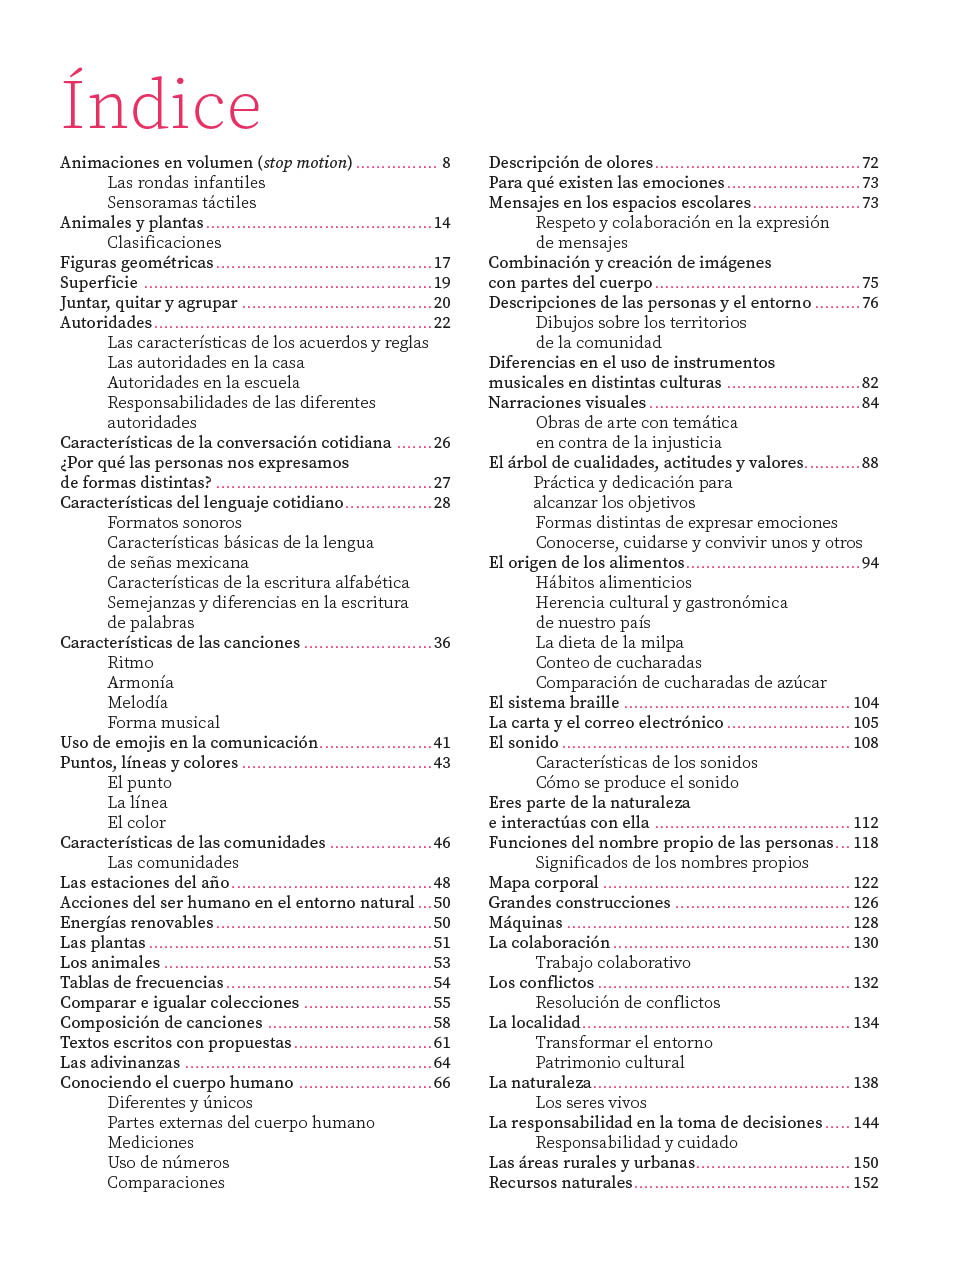 Índice
Animaciones en volumen (stop motion) ................ 8
Las rondas infantiles
Sensoramas táctiles
Animales y plantas............................................14
Clasificaciones
Figuras geométricas..........................................17
Superficie ........................................................19
Juntar, quitar y agrupar .....................................20
Autoridades......................................................22
Las características de los acuerdos y reglas
Las autoridades en la casa
Autoridades en la escuela
Responsabilidades de las diferentes
autoridades
Características de la conversación cotidiana .......26
¿Por qué las personas nos expresamos
de formas distintas? ..........................................27
Características del lenguaje cotidiano.................28
Formatos sonoros
Características básicas de la lengua
de señas mexicana
Características de la escritura alfabética
Semejanzas y diferencias en la escritura
de palabras
Características de las canciones .........................36
Ritmo
Armonía
Melodía
Forma musical
Uso de emojis en la comunicación......................41
Puntos, líneas y colores .....................................43
El punto
La línea
El color
Características de las comunidades ....................46
Las comunidades
Las estaciones del año.......................................48
Acciones del ser humano en el entorno natural ...50
Energías renovables..........................................50
Las plantas .......................................................51
Los animales ....................................................53
Tablas de frecuencias........................................54
Comparar e igualar colecciones .........................55
Composición de canciones ................................58
Textos escritos con propuestas...........................61
Las adivinanzas ................................................64
Conociendo el cuerpo humano ..........................66
Diferentes y únicos
Partes externas del cuerpo humano
Mediciones
Uso de números
Comparaciones
Descripción de olores........................................72
Para qué existen las emociones..........................73
Mensajes en los espacios escolares.....................73
Respeto y colaboración en la expresión
de mensajes
Combinación y creación de imágenes
con partes del cuerpo........................................75
Descripciones de las personas y el entorno .........76
Dibujos sobre los territorios
de la comunidad
Diferencias en el uso de instrumentos
musicales en distintas culturas ..........................82
Narraciones visuales .........................................84
Obras de arte con temática
en contra de la injusticia
El árbol de cualidades, actitudes y valores...........88
Práctica y dedicación para
alcanzar los objetivos
Formas distintas de expresar emociones
Conocerse, cuidarse y convivir unos y otros
El origen de los alimentos..................................94
Hábitos alimenticios
Herencia cultural y gastronómica
de nuestro país
La dieta de la milpa
Conteo de cucharadas
Comparación de cucharadas de azúcar
El sistema braille ............................................ 104
La carta y el correo electrónico ........................ 105
El sonido ........................................................ 108
Características de los sonidos
Cómo se produce el sonido
Eres parte de la naturaleza
e interactúas con ella ...................................... 112
Funciones del nombre propio de las personas... 118
Significados de los nombres propios
Mapa corporal ................................................ 122
Grandes construcciones .................................. 126
Máquinas ....................................................... 128
La colaboración .............................................. 130
Trabajo colaborativo
Los conflictos ................................................. 132
Resolución de conflictos
La localidad.................................................... 134
Transformar el entorno
Patrimonio cultural
La naturaleza.................................................. 138
Los seres vivos
La responsabilidad en la toma de decisiones ..... 144
Responsabilidad y cuidado
Las áreas rurales y urbanas.............................. 150
Recursos naturales.......................................... 152